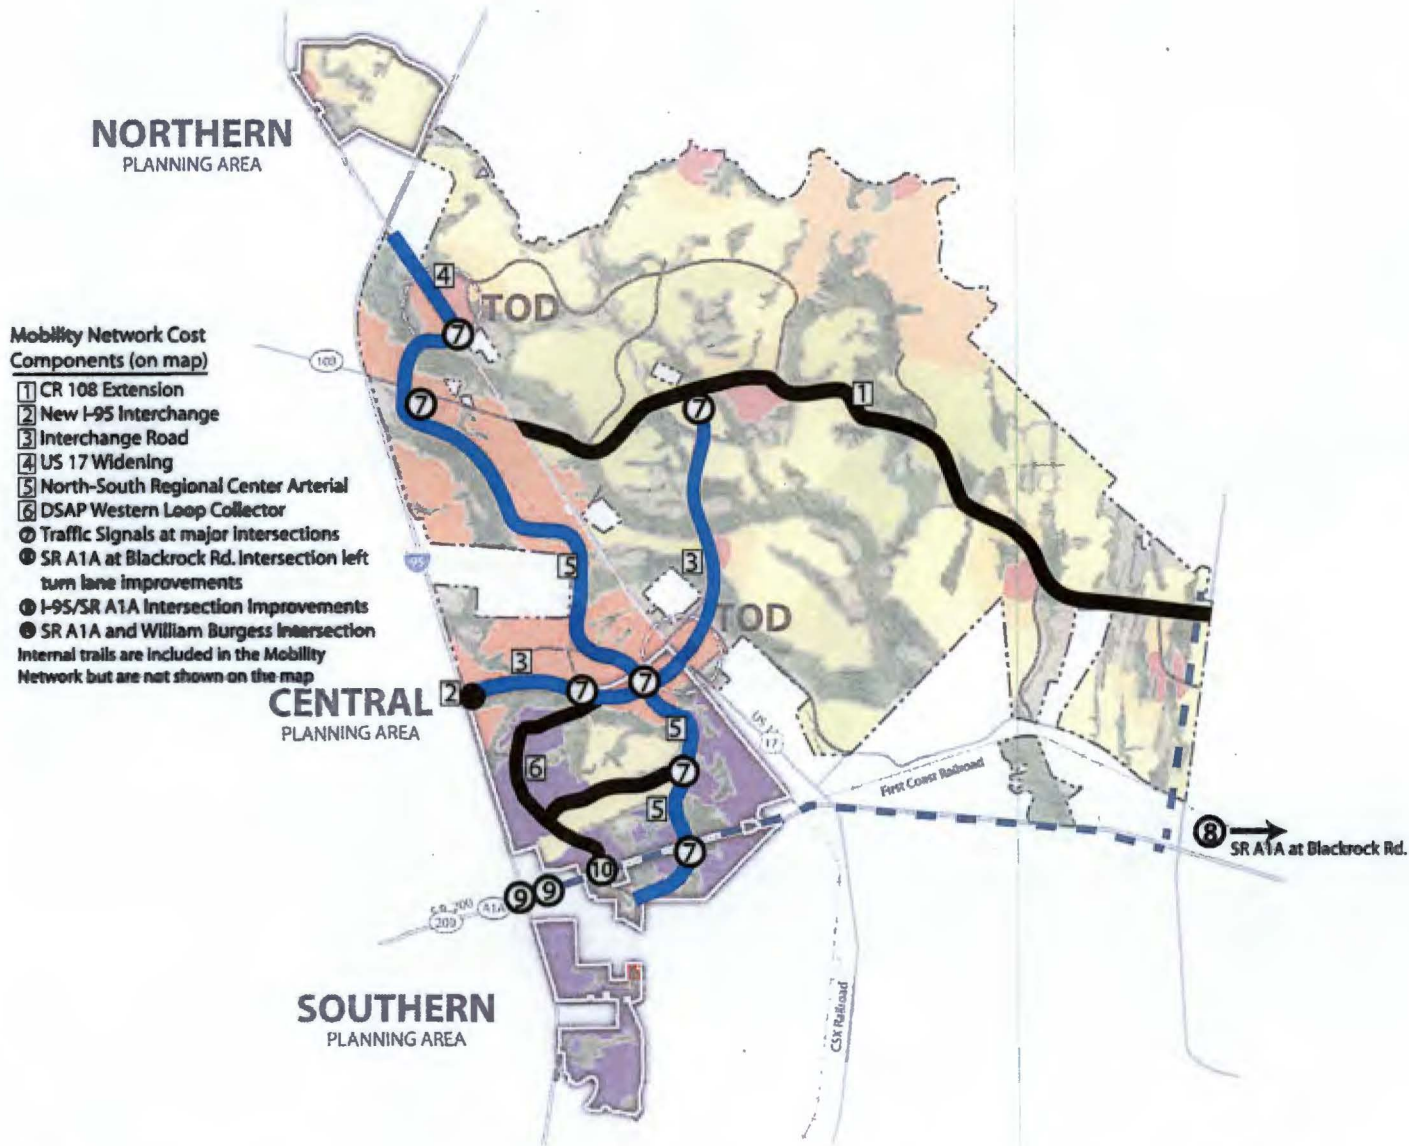 NORTHERN
PLANNING AREA
4
TOD
7
Mobility Network Cost
Components (on map)
1 CR 108 Extension
2 New I-95 Interchange
3 Interchange Road
4 US 17 Widening
5 North-South Regional Center Arterial
6 DSAP Western Loop Collector
7 Traffic Signals at major intersections
SR A1A at Blackrock Rd. Intersection left
turn lane improvements
I-95/SR A1A Intersection Improvements
SR A1A and William Burgess Intersection
Internal trails are included in the Mobility
Network but are not shown on the map
108
7
7
1
95
5
3
TOD
3
2
7
7
CENTRAL
PLANNING AREA
5
US 17
17
6
7
5
First Coast Railroad
7
8
SR A1A at Blackrock Rd.
10
9
9
SR 200
200
A1A
SOUTHERN
PLANNING AREA
CSX Railroad